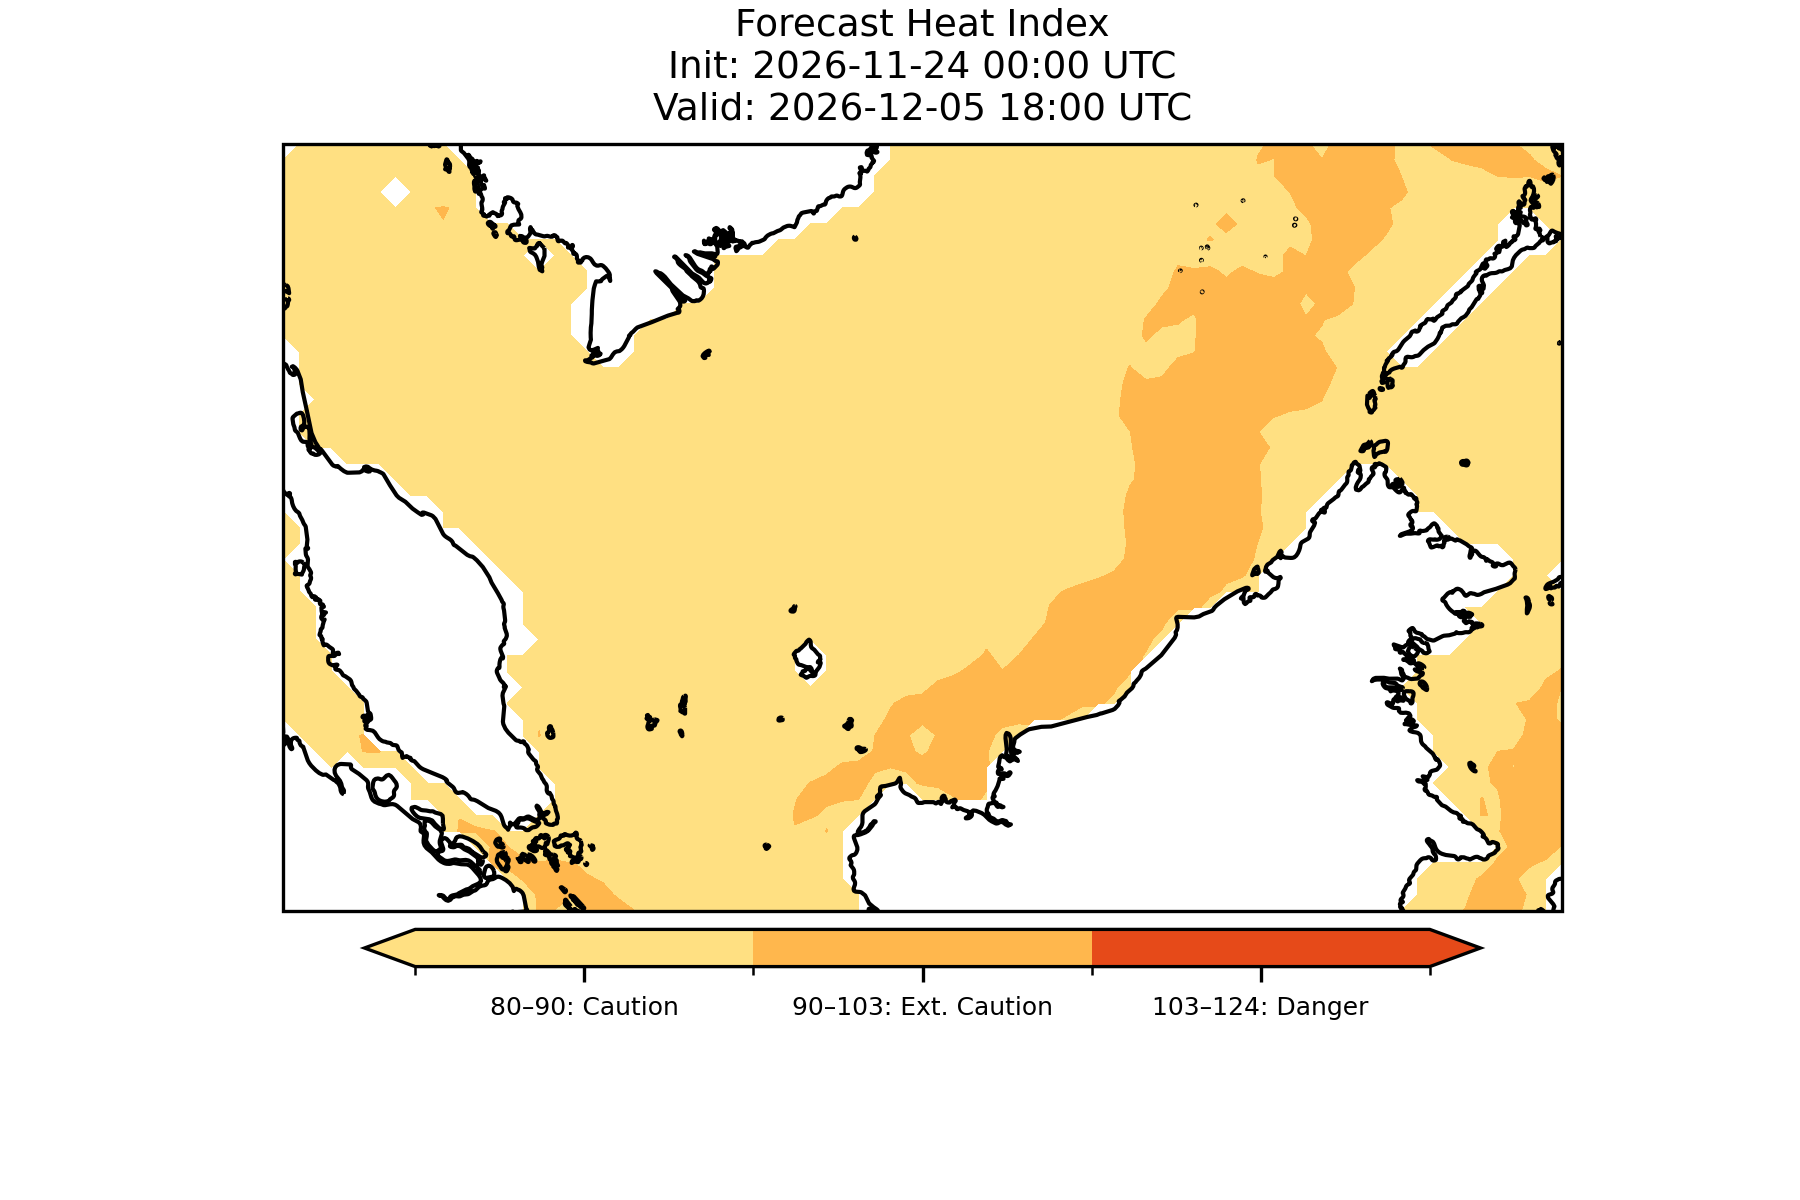 Forecast Heat Index
Init: 2026-11-24 00:00 UTC
Valid: 2026-12-05 18:00 UTC
80–90: Caution
90–103: Ext. Caution
103–124: Danger